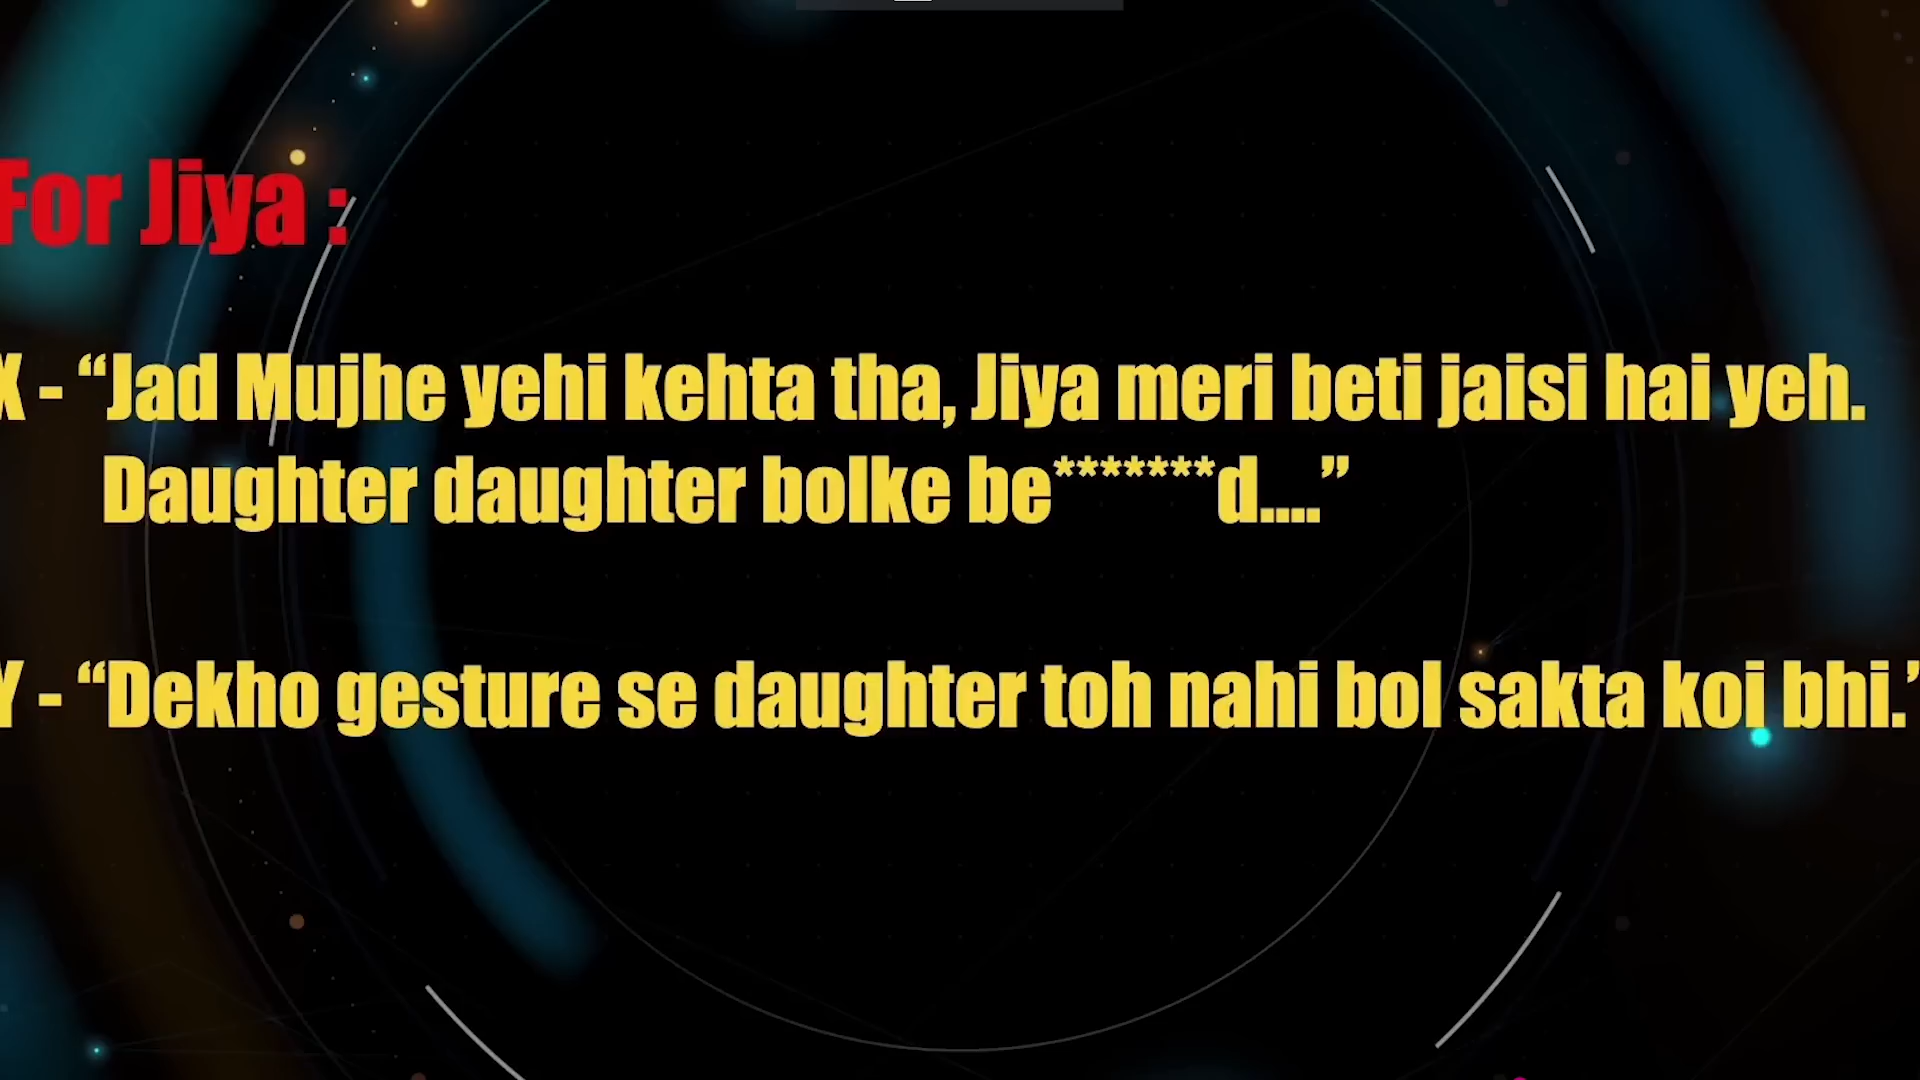 For Jiya :
X - “Jad Mujhe yehi kehta tha, Jiya meri beti jaisi hai yeh.
Daughter daughter bolke be*******d....”
Y - “Dekho gesture se daughter toh nahi bol sakta koi bhi.”